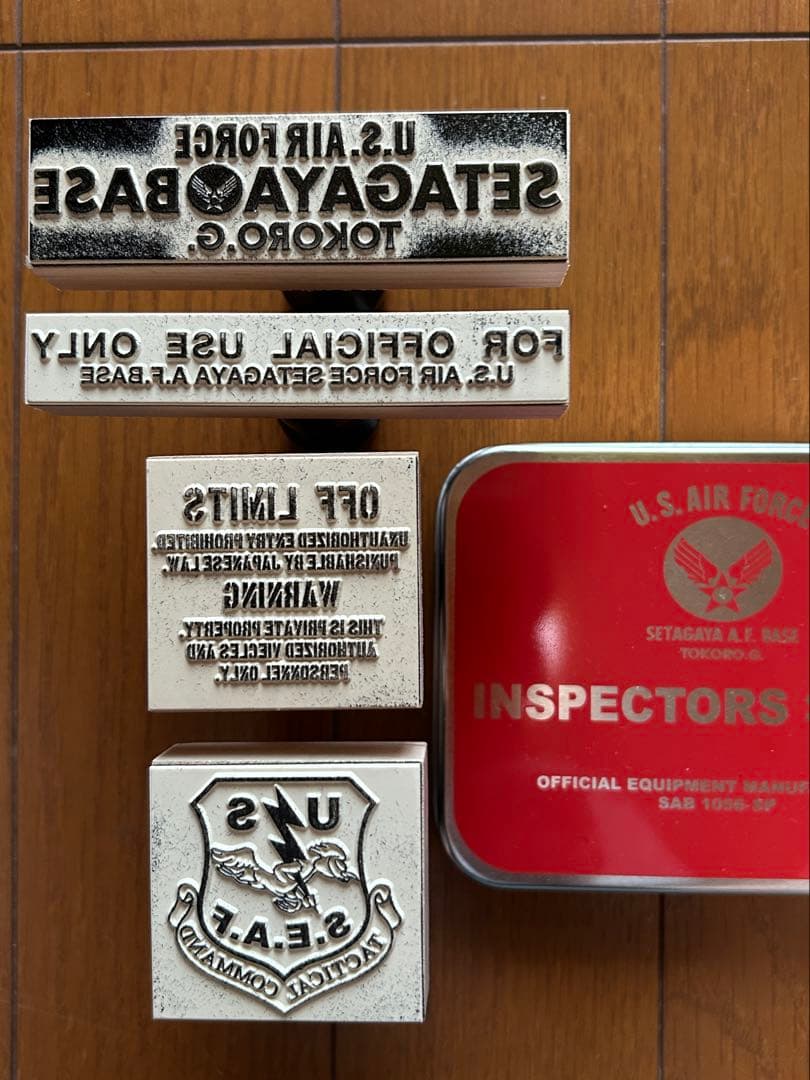 U.S. AIR FORCE
SETAGAYA BASE
TOKORO.G.
FOR OFFICIAL USE ONLY
U.S. AIR FORCE SETAGAYA A.F.BASE
OFF LIMITS
UNAUTHORIZED ENTRY PROHIBITED.
PUNISHABLE BY JAPANESE LAW.
WARNING
THIS IS PRIVATE PROPERTY.
AUTHORIZED VIECLES AND
PERSONNEL ONLY.
U S
S.E.A.F
TACTICAL COMMAND
U.S. AIR FORCE
SETAGAYA A.F. BASE
TOKORO.G.
INSPECTORS
OFFICIAL EQUIPMENT MANUF
SAB 1056-SP